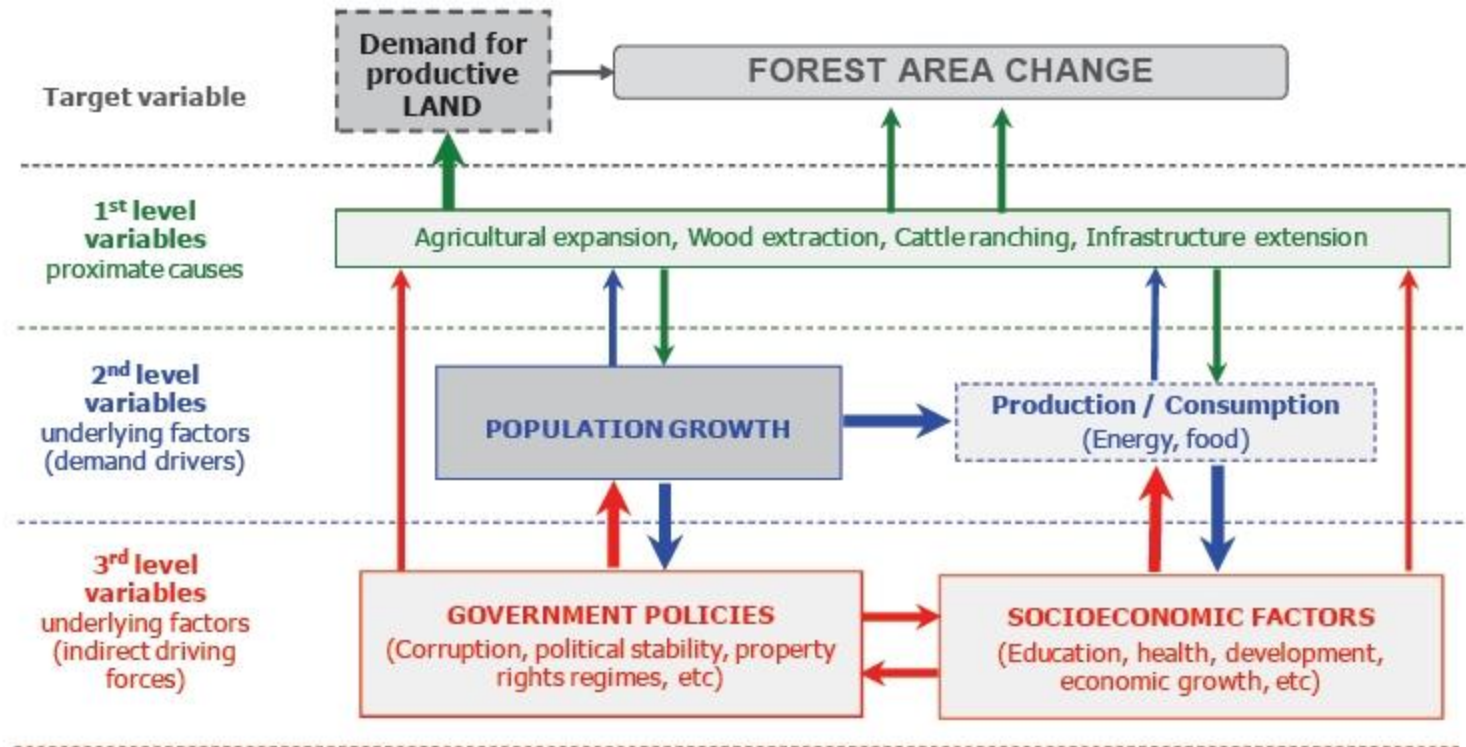 Target variable
Demand for
productive
LAND
FOREST AREA CHANGE
1st level
variables
proximate causes
Agricultural expansion, Wood extraction, Cattle ranching, Infrastructure extension
2nd level
variables
underlying factors
(demand drivers)
POPULATION GROWTH
Production / Consumption
(Energy, food)
3rd level
variables
underlying factors
(indirect driving
forces)
GOVERNMENT POLICIES
(Corruption, political stability, property
rights regimes, etc)
SOCIOECONOMIC FACTORS
(Education, health, development,
economic growth, etc)